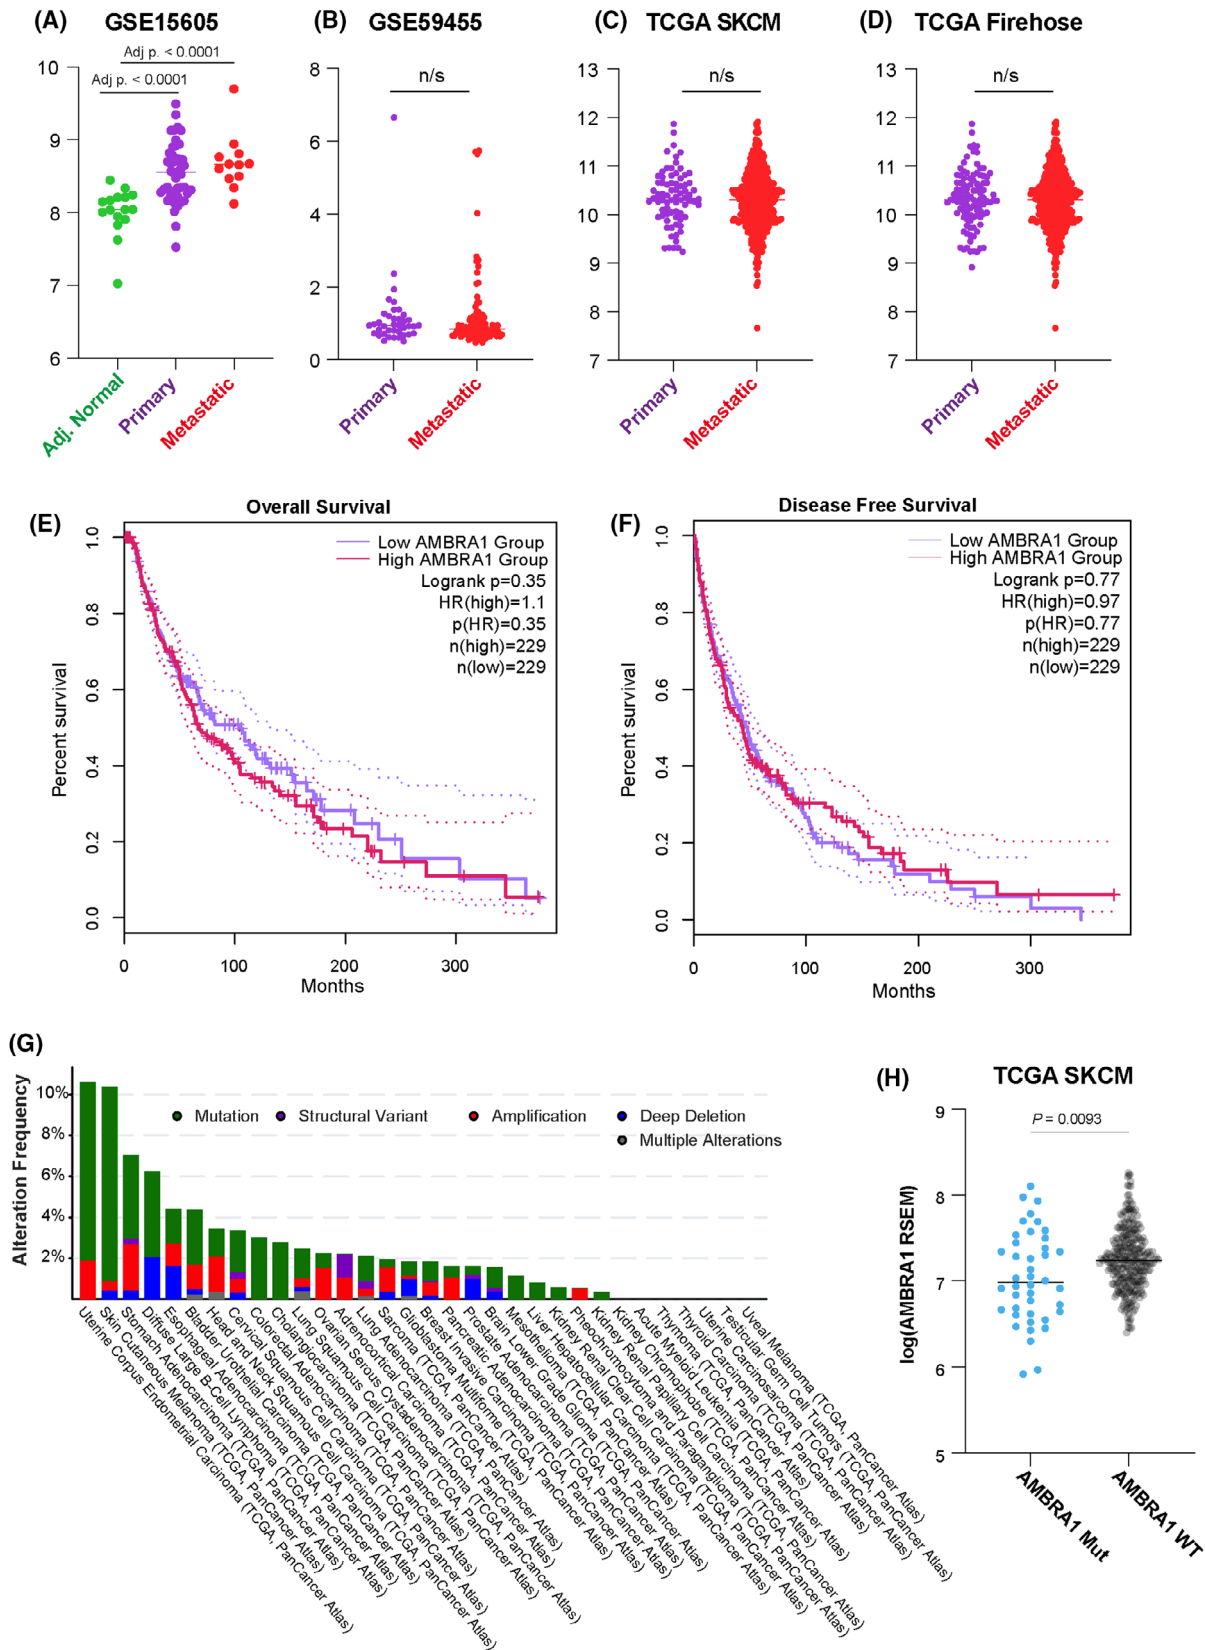 (A) GSE15605
Adj p. < 0.0001
Adj p. < 0.0001
10
9
8
7
6
Adj. Normal
Primary
Metastatic
(B) GSE59455
n/s
8
6
4
2
0
Primary
Metastatic
(C) TCGA SKCM
n/s
13
12
11
10
9
8
7
Primary
Metastatic
(D) TCGA Firehose
n/s
13
12
11
10
9
8
7
Primary
Metastatic
(E)
Overall Survival
Low AMBRA1 Group
High AMBRA1 Group
Logrank p=0.35
HR(high)=1.1
p(HR)=0.35
n(high)=229
n(low)=229
Percent survival
1.0
0.8
0.6
0.4
0.2
0.0
0 100 200 300
Months
(F)
Disease Free Survival
Low AMBRA1 Group
High AMBRA1 Group
Logrank p=0.77
HR(high)=0.97
p(HR)=0.77
n(high)=229
n(low)=229
Percent survival
1.0
0.8
0.6
0.4
0.2
0.0
0 100 200 300
Months
(G)
Alteration Frequency
10%
8%
6%
4%
2%
Mutation Structural Variant Amplification Deep Deletion
Multiple Alterations
Uterine Corpus Endometrial Carcinoma (TCGA, PanCancer Atlas)
Skin Cutaneous Melanoma (TCGA, PanCancer Atlas)
Stomach Adenocarcinoma (TCGA, PanCancer Atlas)
Diffuse Large B-Cell Lymphoma (TCGA, PanCancer Atlas)
Esophageal Adenocarcinoma (TCGA, PanCancer Atlas)
Bladder Urothelial Carcinoma (TCGA, PanCancer Atlas)
Head and Neck Squamous Cell Carcinoma (TCGA, PanCancer Atlas)
Cervical Squamous Cell Carcinoma (TCGA, PanCancer Atlas)
Colorectal Adenocarcinoma (TCGA, PanCancer Atlas)
Cholangiocarcinoma (TCGA, PanCancer Atlas)
Lung Squamous Cell Carcinoma (TCGA, PanCancer Atlas)
Ovarian Serous Cystadenocarcinoma (TCGA, PanCancer Atlas)
Adrenocortical Carcinoma (TCGA, PanCancer Atlas)
Lung Adenocarcinoma (TCGA, PanCancer Atlas)
Sarcoma (TCGA, PanCancer Atlas)
Glioblastoma Multiforme (TCGA, PanCancer Atlas)
Breast Invasive Carcinoma (TCGA, PanCancer Atlas)
Pancreatic Adenocarcinoma (TCGA, PanCancer Atlas)
Prostate Adenocarcinoma (TCGA, PanCancer Atlas)
Brain Lower Grade Glioma (TCGA, PanCancer Atlas)
Mesothelioma (TCGA, PanCancer Atlas)
Liver Hepatocellular Carcinoma (TCGA, PanCancer Atlas)
Kidney Renal Clear Cell Carcinoma (TCGA, PanCancer Atlas)
Pheochromocytoma and Paraganglioma (TCGA, PanCancer Atlas)
Kidney Renal Papillary Cell Carcinoma (TCGA, PanCancer Atlas)
Kidney Chromophobe (TCGA, PanCancer Atlas)
Acute Myeloid Leukemia (TCGA, PanCancer Atlas)
Thymoma (TCGA, PanCancer Atlas)
Thyroid Carcinoma (TCGA, PanCancer Atlas)
Uterine Carcinosarcoma (TCGA, PanCancer Atlas)
Testicular Germ Cell Tumors (TCGA, PanCancer Atlas)
Uveal Melanoma (TCGA, PanCancer Atlas)
(H)
TCGA SKCM
P = 0.0093
log(AMBRA1 RSEM)
9
8
7
6
5
AMBRA1 Mut
AMBRA1 WT